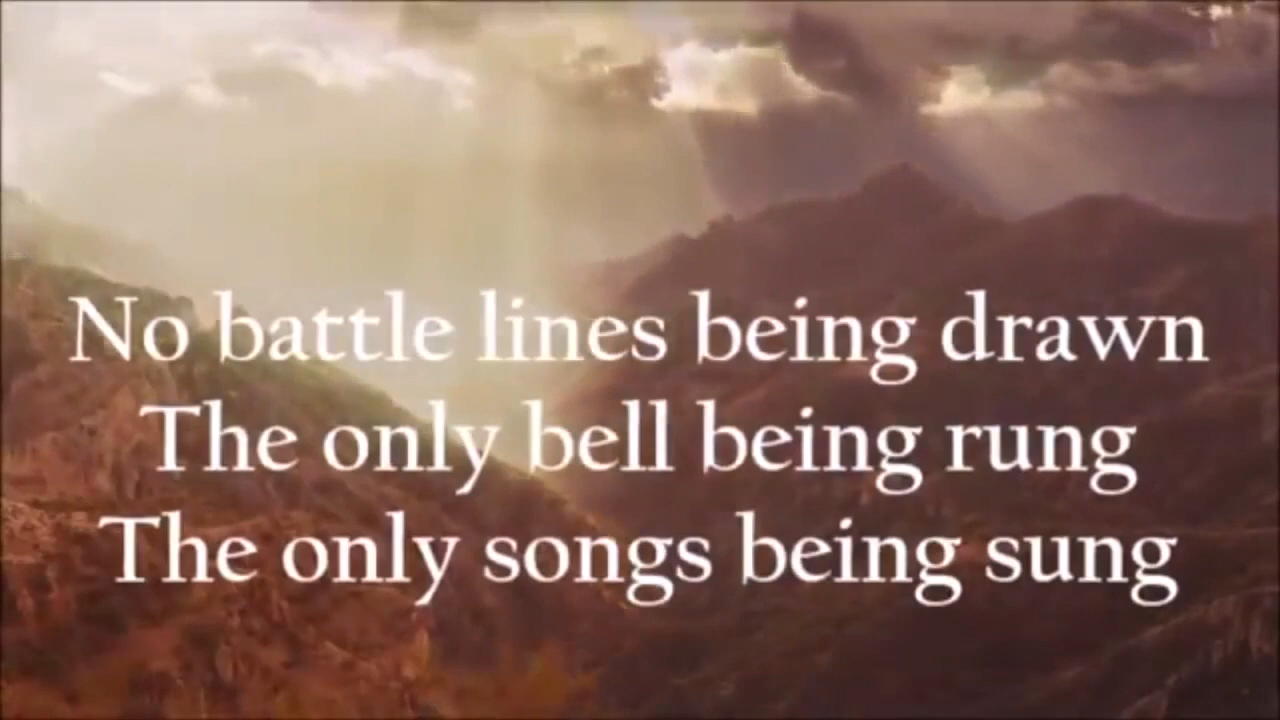 No battle lines being drawn
The only bell being rung
The only songs being sung